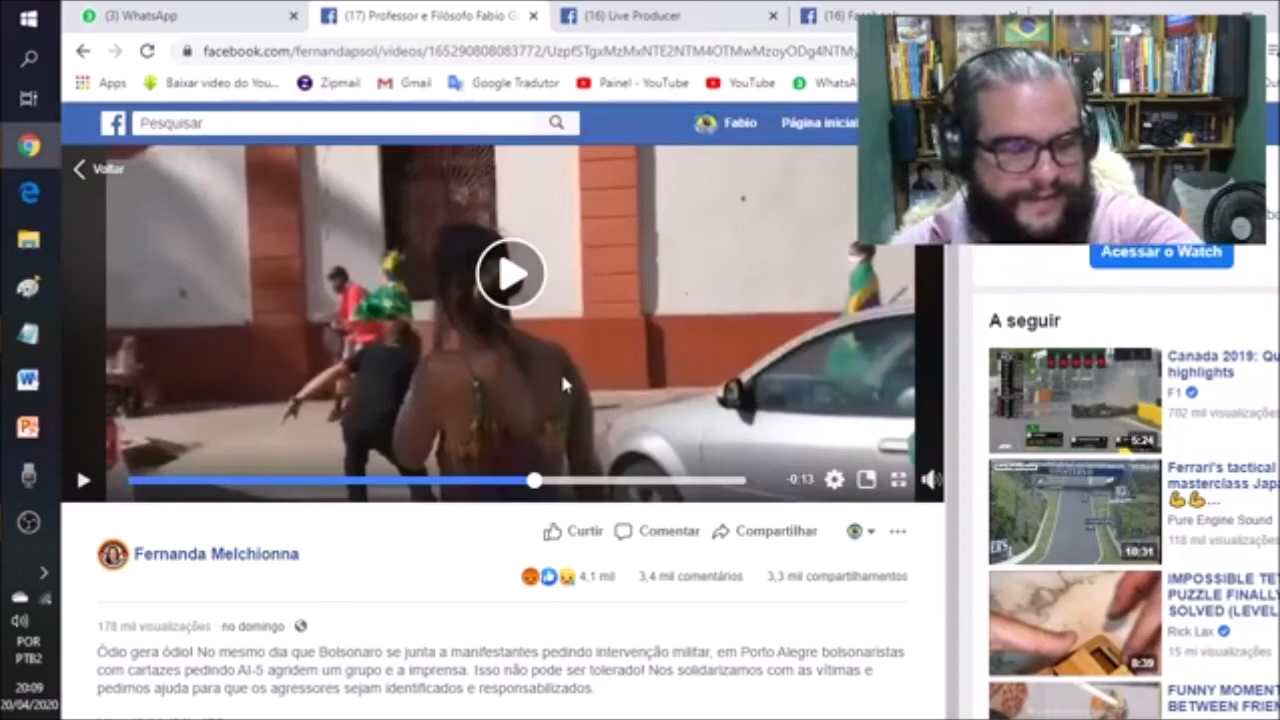 (3) WhatsApp
(17) Professor e Filósofo Fabio G
(16) Live Producer
facebook.com/fernandapsol/videos/165290808083772/
Apps
Baixar vídeo do You...
Zipmail
Gmail
Google Tradutor
Painel - YouTube
YouTube
Pesquisar
Fabio
Página inicial
Voltar
Acessar o Watch
A seguir
Canada 2019: Qu
highlights
F1
702 mil visualizações
5:24
-0:13
Ferrari's tactical
masterclass Jap
Pure Engine Sound
118 mil visualizações
10:31
Curtir
Comentar
Compartilhar
Fernanda Melchionna
4,1 mil
3,4 mil comentários
3,3 mil compartilhamentos
IMPOSSIBLE TE
PUZZLE FINALL
SOLVED (LEVEL
Rick Lax
15 mi visualizações
8:39
178 mil visualizações · no domingo
Ódio gera ódio! No mesmo dia que Bolsonaro se junta a manifestantes pedindo intervenção militar, em Porto Alegre bolsonaristas
com cartazes pedindo AI-5 agridem um grupo e a imprensa. Isso não pode ser tolerado! Nos solidarizamos com as vítimas e
pedimos ajuda para que os agressores sejam identificados e responsabilizados.
FUNNY MOMENT
BETWEEN FRIEN
POR
PTB2
20:09
20/04/2020